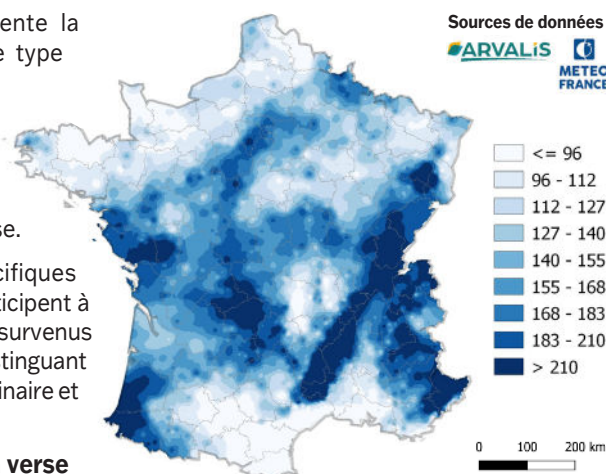 ente la
e type
se.
cifiques
ticipent à
survenus
stinguant
inaire et
verse
Sources de données
ARVALIS
METEO
FRANCE
<= 96
96 - 112
112 - 127
127 - 140
140 - 155
155 - 168
168 - 183
183 - 210
> 210
0 100 200 km